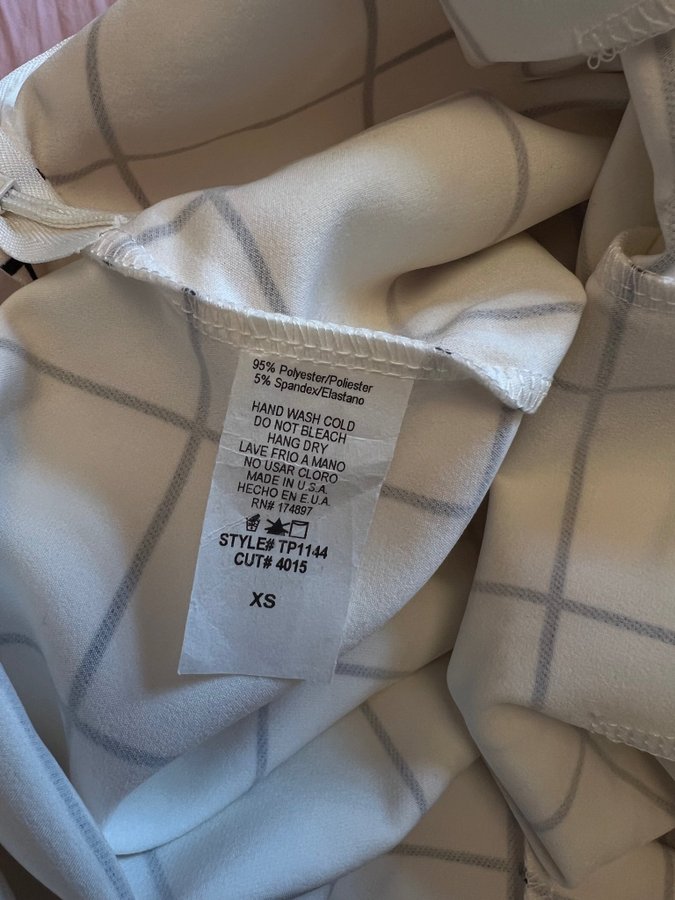 95% Polyester/Poliester
5% Spandex/Elastano
HAND WASH COLD
DO NOT BLEACH
HANG DRY
LAVE FRIO A MANO
NO USAR CLORO
MADE IN U.S.A.
HECHO EN E.U.A.
RN# 174897
STYLE# TP1144
CUT# 4015
XS